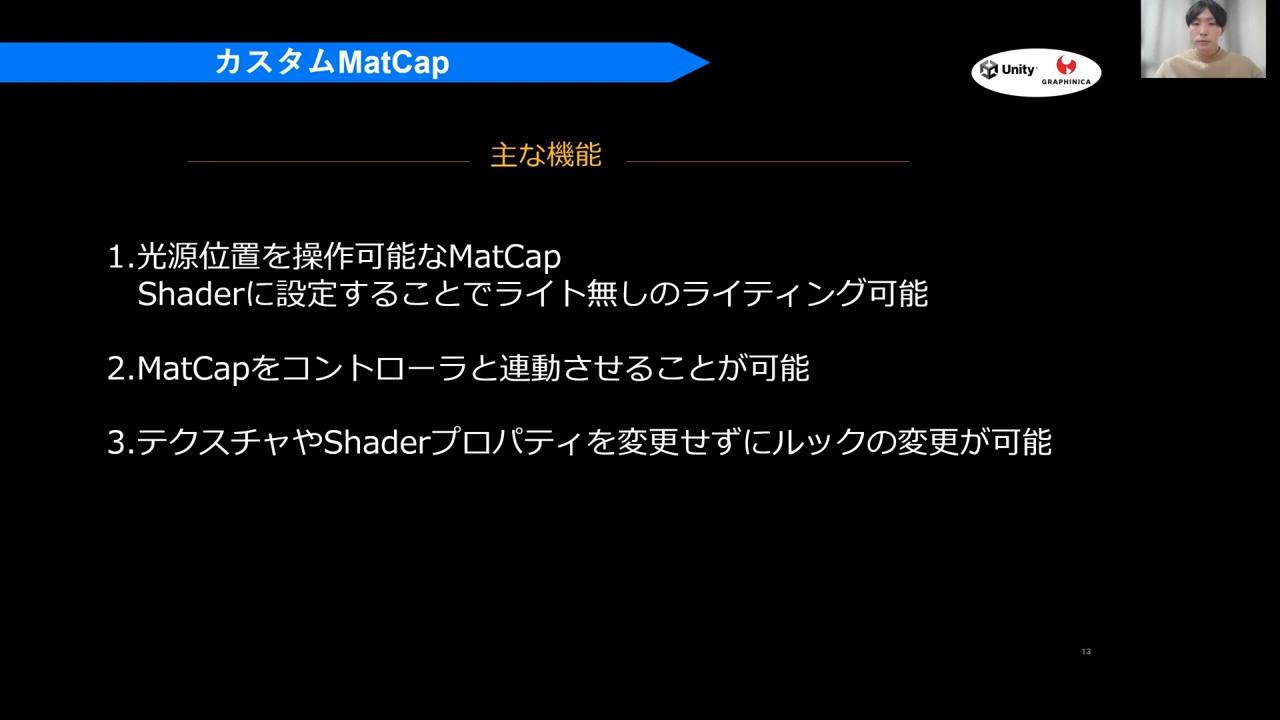 カスタムMatCap
Unity
GRAPHINICA
主な機能
1.光源位置を操作可能なMatCap
Shaderに設定することでライト無しのライティング可能
2.MatCapをコントローラと連動させることが可能
3.テクスチャやShaderプロパティを変更せずにルックの変更が可能
13